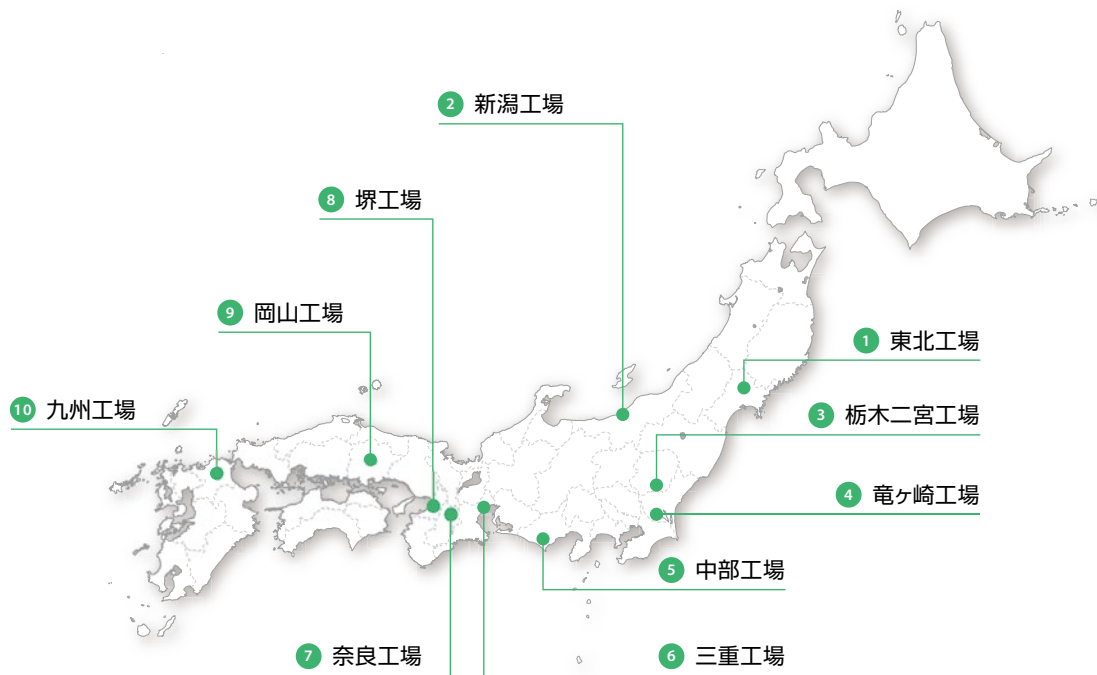 2 新潟工場
8 堺工場
9 岡山工場
1 東北工場
10 九州工場
3 栃木二宮工場
4 竜ヶ崎工場
5 中部工場
7 奈良工場
6 三重工場